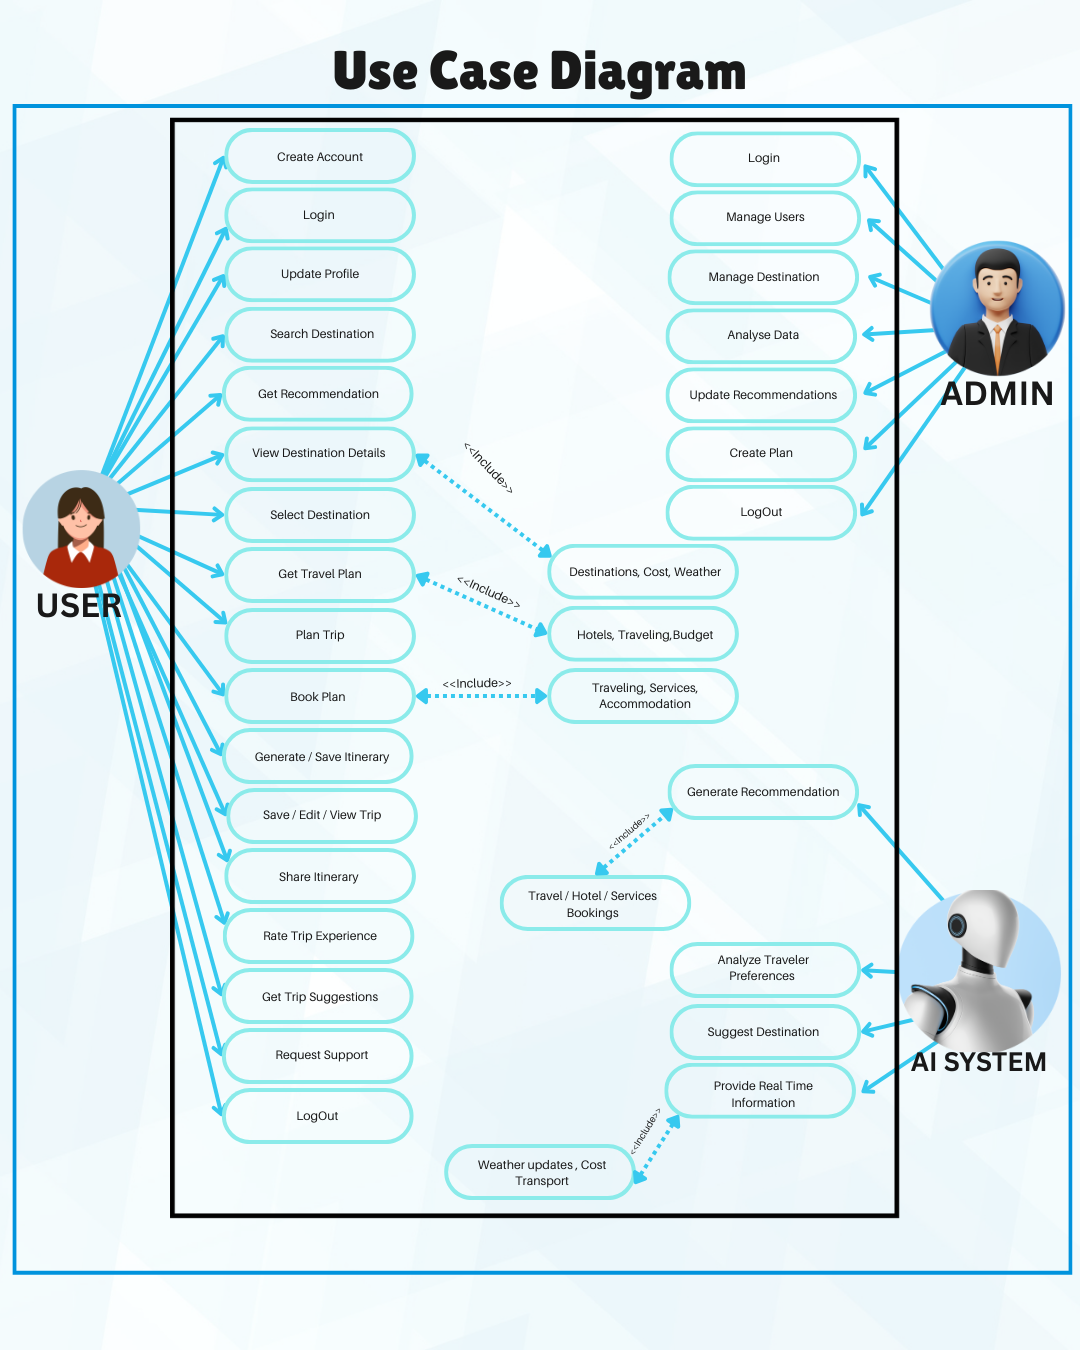 Use Case Diagram
Create Account
Login
Update Profile
Search Destination
Get Recommendation
View Destination Details
Select Destination
Get Travel Plan
Plan Trip
Book Plan
Generate / Save Itinerary
Save / Edit / View Trip
Share Itinerary
Rate Trip Experience
Get Trip Suggestions
Request Support
LogOut
USER
<<Include>>
<<Include>>
<<Include>>
Destinations, Cost, Weather
Hotels, Traveling,Budget
Traveling, Services,
Accommodation
Login
Manage Users
Manage Destination
Analyse Data
Update Recommendations
Create Plan
LogOut
ADMIN
Generate Recommendation
<<Include>>
Travel / Hotel / Services
Bookings
Analyze Traveler
Preferences
Suggest Destination
Provide Real Time
Information
<<Include>>
Weather updates , Cost
Transport
AI SYSTEM